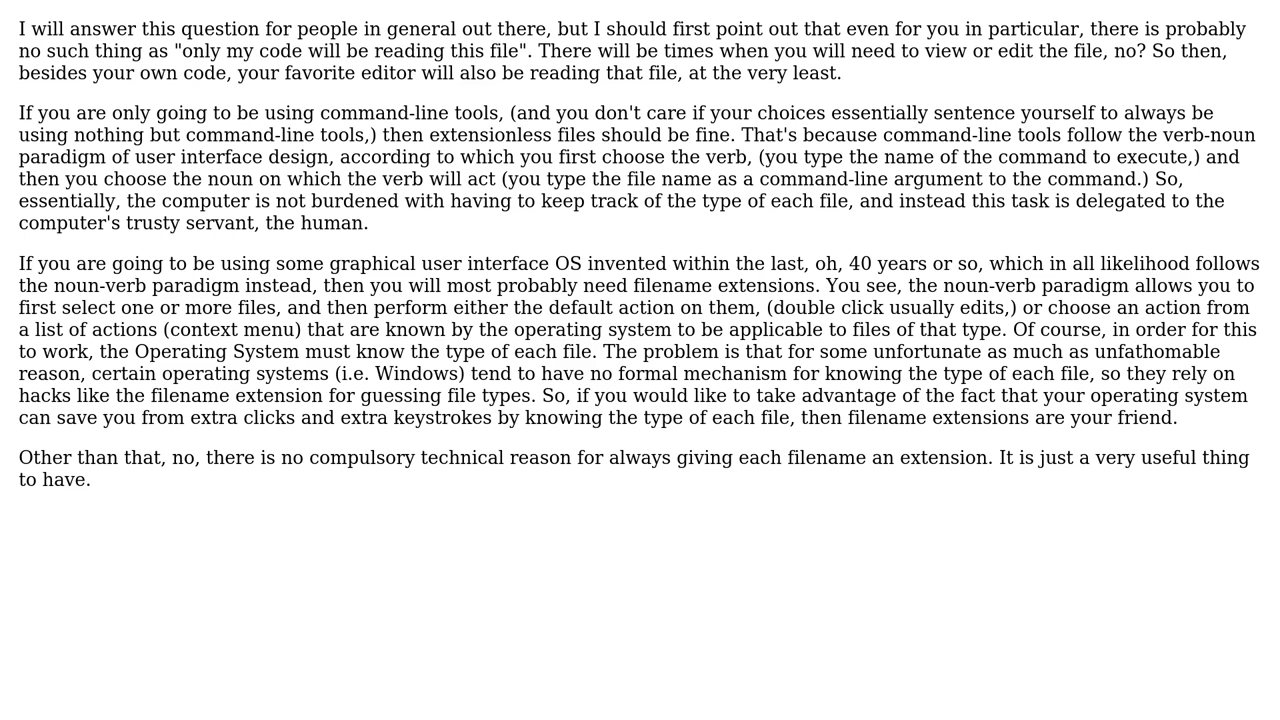 I will answer this question for people in general out there, but I should first point out that even for you in particular, there is probably
no such thing as "only my code will be reading this file". There will be times when you will need to view or edit the file, no? So then,
besides your own code, your favorite editor will also be reading that file, at the very least.
If you are only going to be using command-line tools, (and you don't care if your choices essentially sentence yourself to always be
using nothing but command-line tools,) then extensionless files should be fine. That's because command-line tools follow the verb-noun
paradigm of user interface design, according to which you first choose the verb, (you type the name of the command to execute,) and
then you choose the noun on which the verb will act (you type the file name as a command-line argument to the command.) So,
essentially, the computer is not burdened with having to keep track of the type of each file, and instead this task is delegated to the
computer's trusty servant, the human.
If you are going to be using some graphical user interface OS invented within the last, oh, 40 years or so, which in all likelihood follows
the noun-verb paradigm instead, then you will most probably need filename extensions. You see, the noun-verb paradigm allows you to
first select one or more files, and then perform either the default action on them, (double click usually edits,) or choose an action from
a list of actions (context menu) that are known by the operating system to be applicable to files of that type. Of course, in order for this
to work, the Operating System must know the type of each file. The problem is that for some unfortunate as much as unfathomable
reason, certain operating systems (i.e. Windows) tend to have no formal mechanism for knowing the type of each file, so they rely on
hacks like the filename extension for guessing file types. So, if you would like to take advantage of the fact that your operating system
can save you from extra clicks and extra keystrokes by knowing the type of each file, then filename extensions are your friend.
Other than that, no, there is no compulsory technical reason for always giving each filename an extension. It is just a very useful thing
to have.